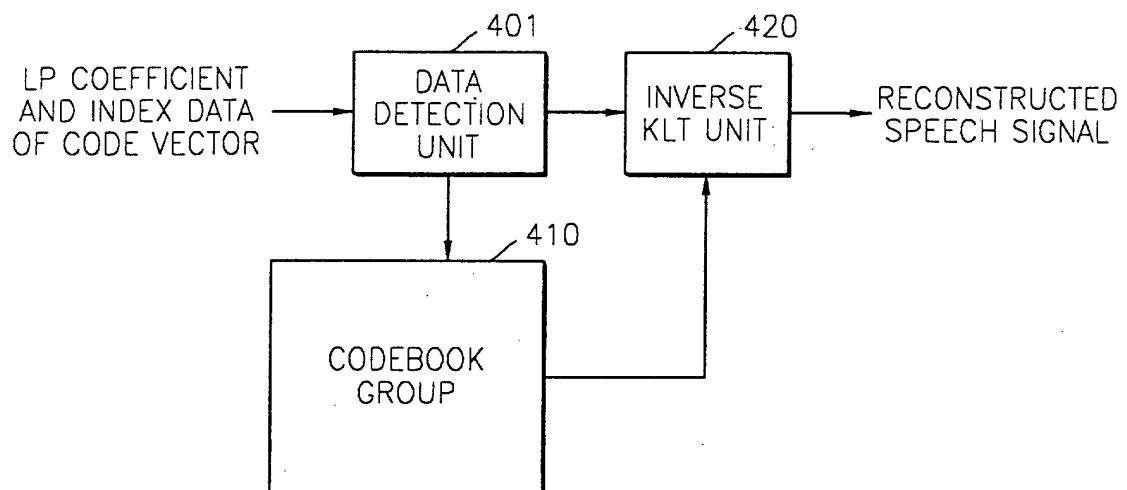 401
420
LP COEFFICIENT
AND INDEX DATA
OF CODE VECTOR
DATA
DETECTION
UNIT
INVERSE
KLT UNIT
RECONSTRUCTED
SPEECH SIGNAL
410
CODEBOOK
GROUP